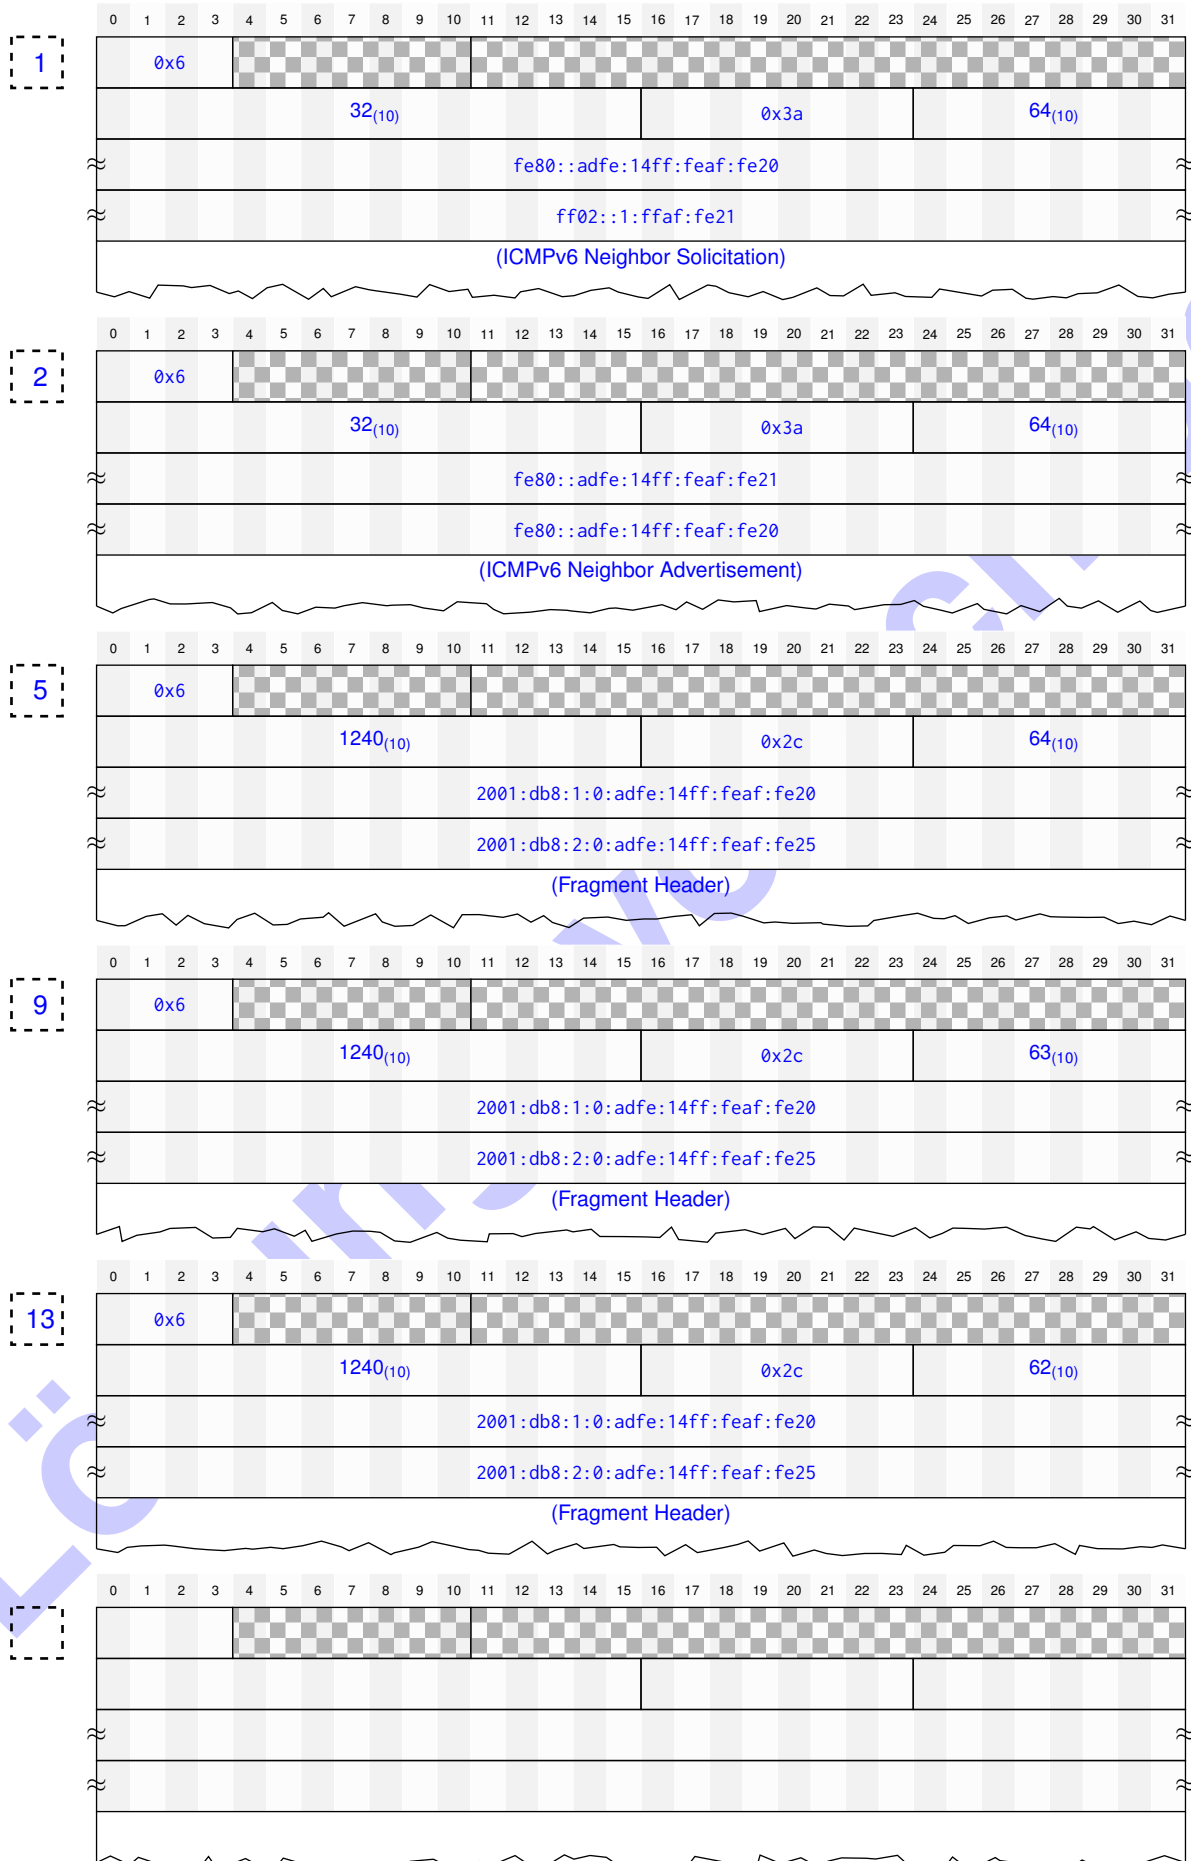 0 1 2 3 4 5 6 7 8 9 10 11 12 13 14 15 16 17 18 19 20 21 22 23 24 25 26 27 28 29 30 31
1 0x6
32(10) 0x3a 64(10)
≈ fe80::adfe:14ff:feaf:fe20 ≈
≈ ff02::1:ffaf:fe21 ≈
(ICMPv6 Neighbor Solicitation)
0 1 2 3 4 5 6 7 8 9 10 11 12 13 14 15 16 17 18 19 20 21 22 23 24 25 26 27 28 29 30 31
2 0x6
32(10) 0x3a 64(10)
≈ fe80::adfe:14ff:feaf:fe21 ≈
≈ fe80::adfe:14ff:feaf:fe20 ≈
(ICMPv6 Neighbor Advertisement)
0 1 2 3 4 5 6 7 8 9 10 11 12 13 14 15 16 17 18 19 20 21 22 23 24 25 26 27 28 29 30 31
5 0x6
1240(10) 0x2c 64(10)
≈ 2001:db8:1:0:adfe:14ff:feaf:fe20 ≈
≈ 2001:db8:2:0:adfe:14ff:feaf:fe25 ≈
(Fragment Header)
0 1 2 3 4 5 6 7 8 9 10 11 12 13 14 15 16 17 18 19 20 21 22 23 24 25 26 27 28 29 30 31
9 0x6
1240(10) 0x2c 63(10)
≈ 2001:db8:1:0:adfe:14ff:feaf:fe20 ≈
≈ 2001:db8:2:0:adfe:14ff:feaf:fe25 ≈
(Fragment Header)
0 1 2 3 4 5 6 7 8 9 10 11 12 13 14 15 16 17 18 19 20 21 22 23 24 25 26 27 28 29 30 31
13 0x6
1240(10) 0x2c 62(10)
≈ 2001:db8:1:0:adfe:14ff:feaf:fe20 ≈
≈ 2001:db8:2:0:adfe:14ff:feaf:fe25 ≈
(Fragment Header)
0 1 2 3 4 5 6 7 8 9 10 11 12 13 14 15 16 17 18 19 20 21 22 23 24 25 26 27 28 29 30 31
≈ ≈
≈ ≈